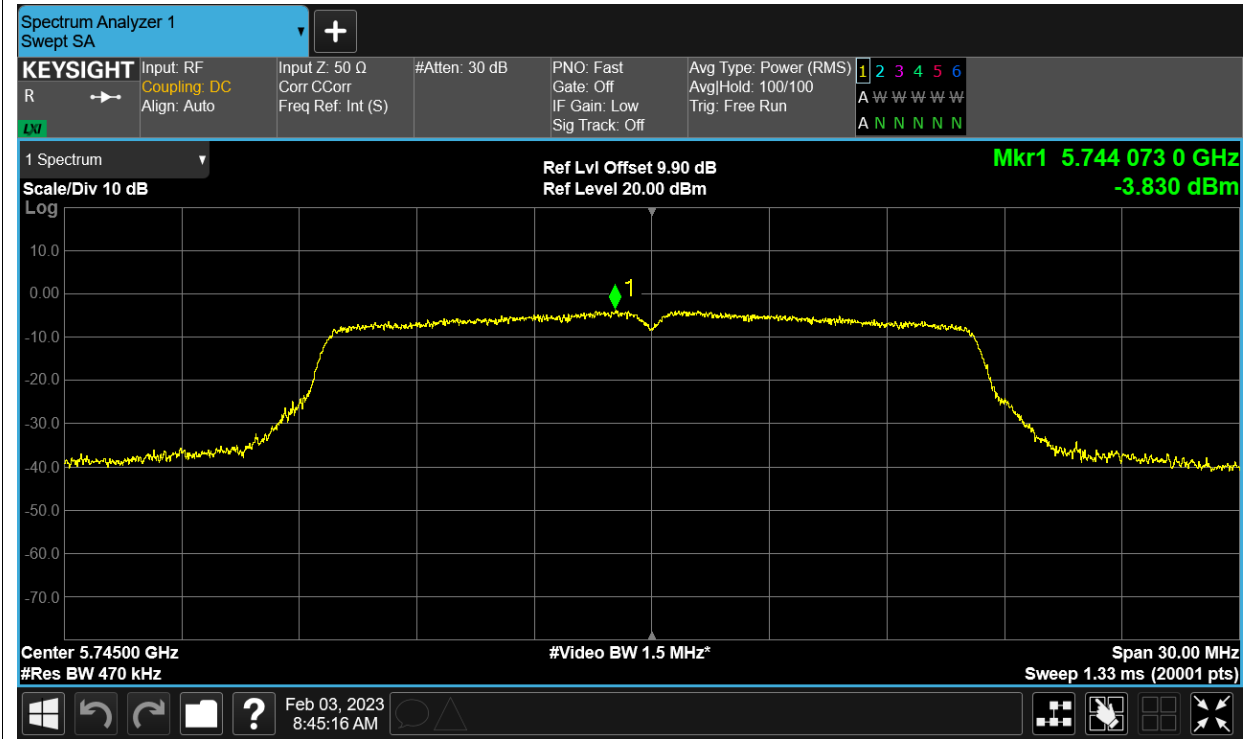 Spectrum Analyzer 1
Swept SA
KEYSIGHT
R
LXI
Input: RF
Coupling: DC
Align: Auto
Input Z: 50 Ω
Corr CCorr
Freq Ref: Int (S)
#Atten: 30 dB
PNO: Fast
Gate: Off
IF Gain: Low
Sig Track: Off
Avg Type: Power (RMS)
Avg|Hold: 100/100
Trig: Free Run
1 2 3 4 5 6
A W W W W W
A N N N N N
1 Spectrum
Scale/Div 10 dB
Ref Lvl Offset 9.90 dB
Ref Level 20.00 dBm
Mkr1 5.744 073 0 GHz
-3.830 dBm
Log
10.0
0.00
-10.0
-20.0
-30.0
-40.0
-50.0
-60.0
-70.0
1
Center 5.74500 GHz
#Res BW 470 kHz
#Video BW 1.5 MHz*
Span 30.00 MHz
Sweep 1.33 ms (20001 pts)
?
Feb 03, 2023
8:45:16 AM